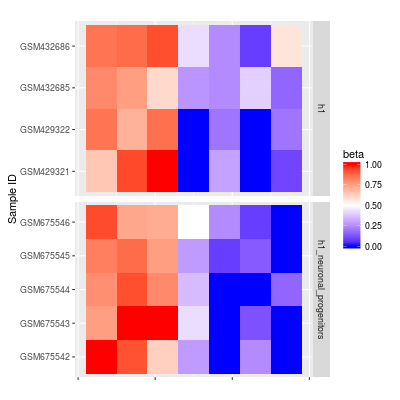 Sample ID
GSM432686
GSM432685
GSM429322
GSM429321
h1
GSM675546
GSM675545
GSM675544
GSM675543
GSM675542
h1_neuronal_progenitors
beta
1.00
0.75
0.50
0.25
0.00